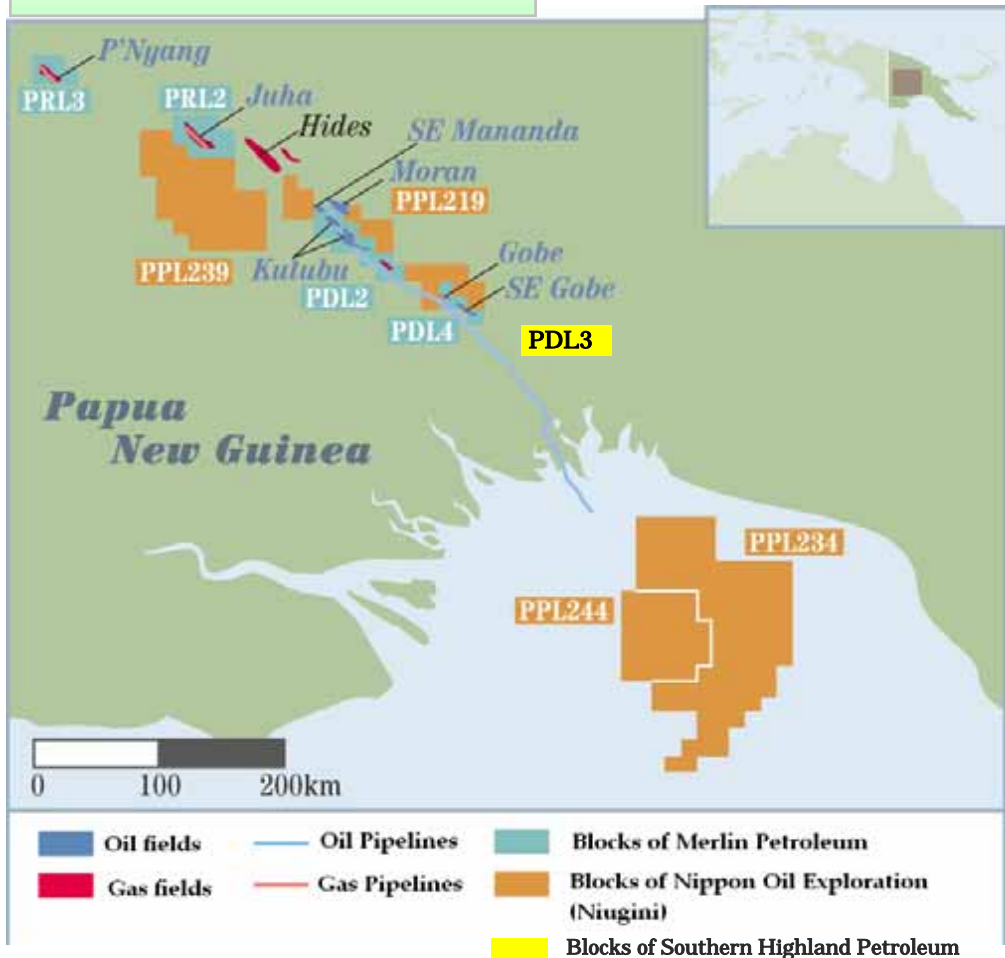 P'Nyang
PRL3
PRL2
Juha
Hides
SE Mananda
Moran
PPL219
PPL239
Kutubu
PDL2
Gobe
SE Gobe
PDL4
PDL3
Papua
New Guinea
PPL234
PPL244
0 100 200km
Oil fields
Oil Pipelines
Blocks of Merlin Petroleum
Gas fields
Gas Pipelines
Blocks of Nippon Oil Exploration
(Niugini)
Blocks of Southern Highland Petroleum